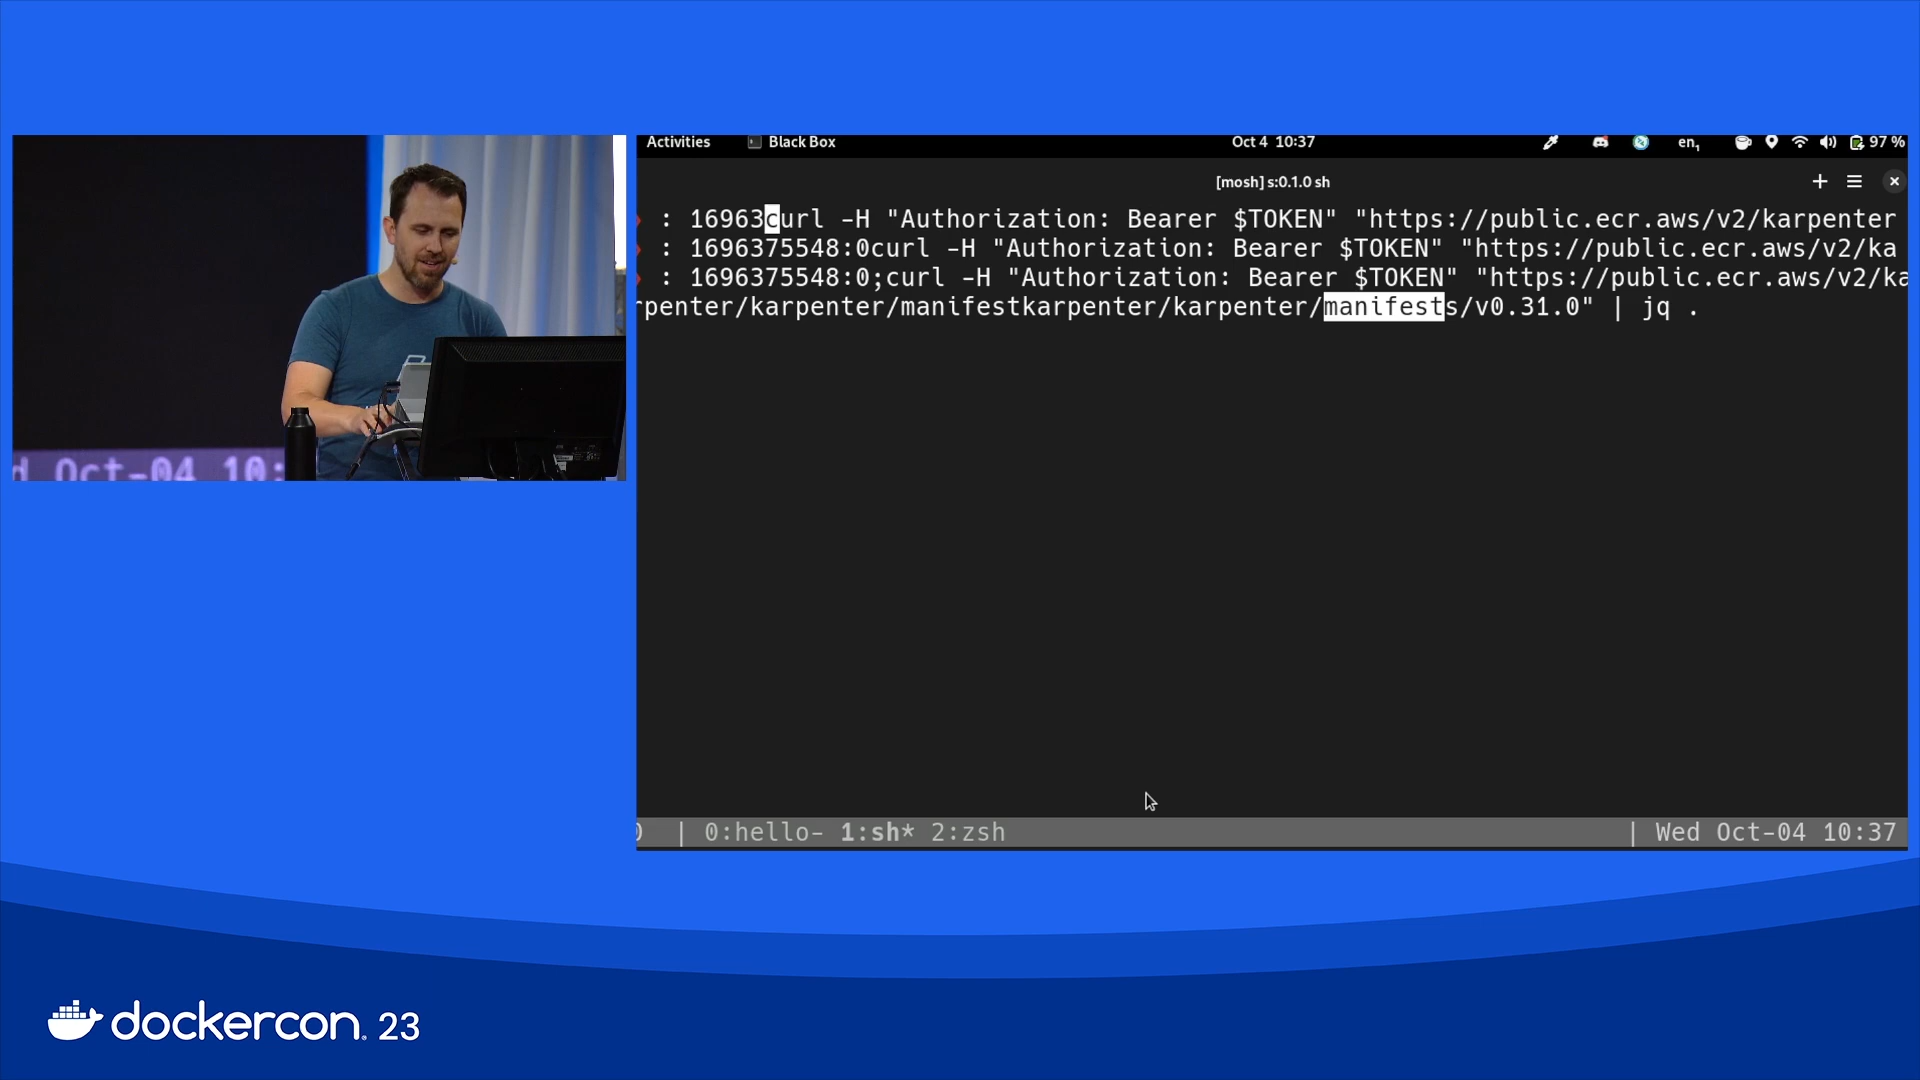 Activities Black Box Oct 4 10:37 en₁ 97 %
[mosh] s:0.1.0 sh
: 16963curl -H "Authorization: Bearer $TOKEN" "https://public.ecr.aws/v2/karpenter
: 1696375548:0curl -H "Authorization: Bearer $TOKEN" "https://public.ecr.aws/v2/ka
: 1696375548:0;curl -H "Authorization: Bearer $TOKEN" "https://public.ecr.aws/v2/ka
rpenter/karpenter/manifestkarpenter/karpenter/manifests/v0.31.0" | jq .
| 0:hello- 1:sh* 2:zsh | Wed Oct-04 10:37
d Oct-04 10:
dockercon. 23